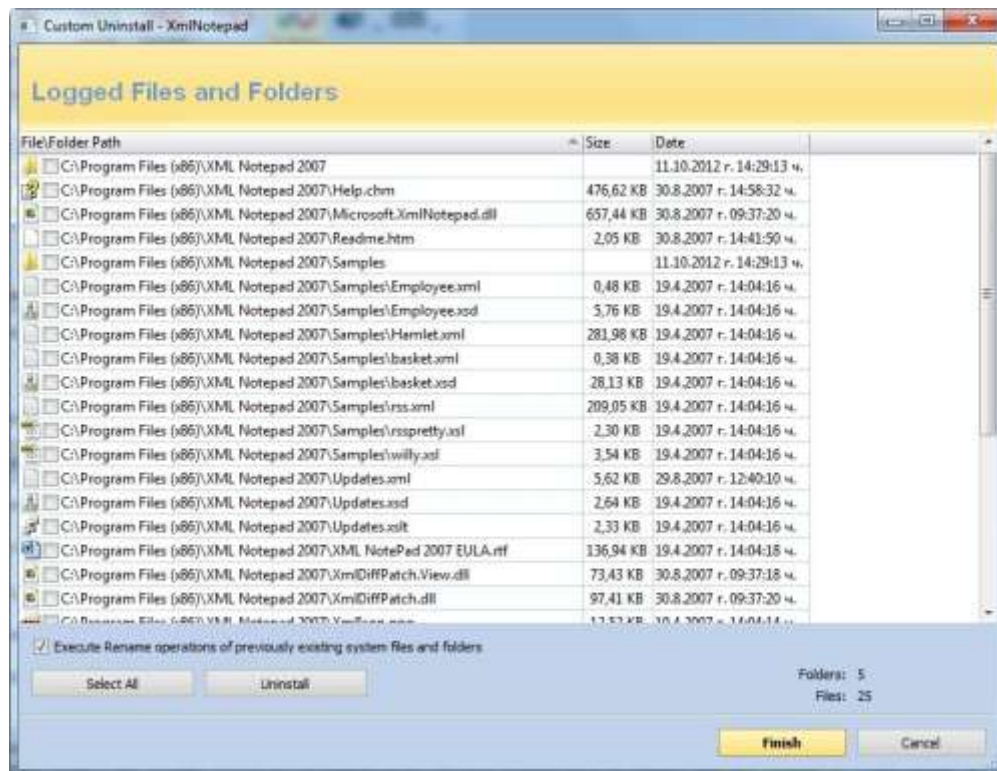 Custom Uninstall - XmlNotepad
Logged Files and Folders
File\Folder Path Size Date
C:\Program Files (x86)\XML Notepad 2007 11.10.2012 г. 14:29:13 ч.
C:\Program Files (x86)\XML Notepad 2007\Help.chm 476,62 KB 30.8.2007 г. 14:58:32 ч.
C:\Program Files (x86)\XML Notepad 2007\Microsoft.XmlNotepad.dll 657,44 KB 30.8.2007 г. 09:37:20 ч.
C:\Program Files (x86)\XML Notepad 2007\Readme.htm 2,05 KB 30.8.2007 г. 14:41:50 ч.
C:\Program Files (x86)\XML Notepad 2007\Samples 11.10.2012 г. 14:29:13 ч.
C:\Program Files (x86)\XML Notepad 2007\Samples\Employee.xml 0,48 KB 19.4.2007 г. 14:04:16 ч.
C:\Program Files (x86)\XML Notepad 2007\Samples\Employee.xsd 5,76 KB 19.4.2007 г. 14:04:16 ч.
C:\Program Files (x86)\XML Notepad 2007\Samples\Hamlet.xml 281,98 KB 19.4.2007 г. 14:04:16 ч.
C:\Program Files (x86)\XML Notepad 2007\Samples\basket.xml 0,38 KB 19.4.2007 г. 14:04:16 ч.
C:\Program Files (x86)\XML Notepad 2007\Samples\basket.xsd 28,13 KB 19.4.2007 г. 14:04:16 ч.
C:\Program Files (x86)\XML Notepad 2007\Samples\rss.xml 209,05 KB 19.4.2007 г. 14:04:16 ч.
C:\Program Files (x86)\XML Notepad 2007\Samples\rsspretty.xsl 2,30 KB 19.4.2007 г. 14:04:16 ч.
C:\Program Files (x86)\XML Notepad 2007\Samples\willy.xsl 3,54 KB 19.4.2007 г. 14:04:16 ч.
C:\Program Files (x86)\XML Notepad 2007\Updates.xml 5,62 KB 29.8.2007 г. 12:40:10 ч.
C:\Program Files (x86)\XML Notepad 2007\Updates.xsd 2,64 KB 19.4.2007 г. 14:04:16 ч.
C:\Program Files (x86)\XML Notepad 2007\Updates.xslt 2,33 KB 19.4.2007 г. 14:04:16 ч.
C:\Program Files (x86)\XML Notepad 2007\XML NotePad 2007 EULA.rtf 136,94 KB 19.4.2007 г. 14:04:18 ч.
C:\Program Files (x86)\XML Notepad 2007\XmlDiffPatch.View.dll 73,43 KB 30.8.2007 г. 09:37:18 ч.
C:\Program Files (x86)\XML Notepad 2007\XmlDiffPatch.dll 97,41 KB 30.8.2007 г. 09:37:20 ч.
Execute Rename operations of previously existing system files and folders
Select All Uninstall
Folders: 5
Files: 25
Finish Cancel